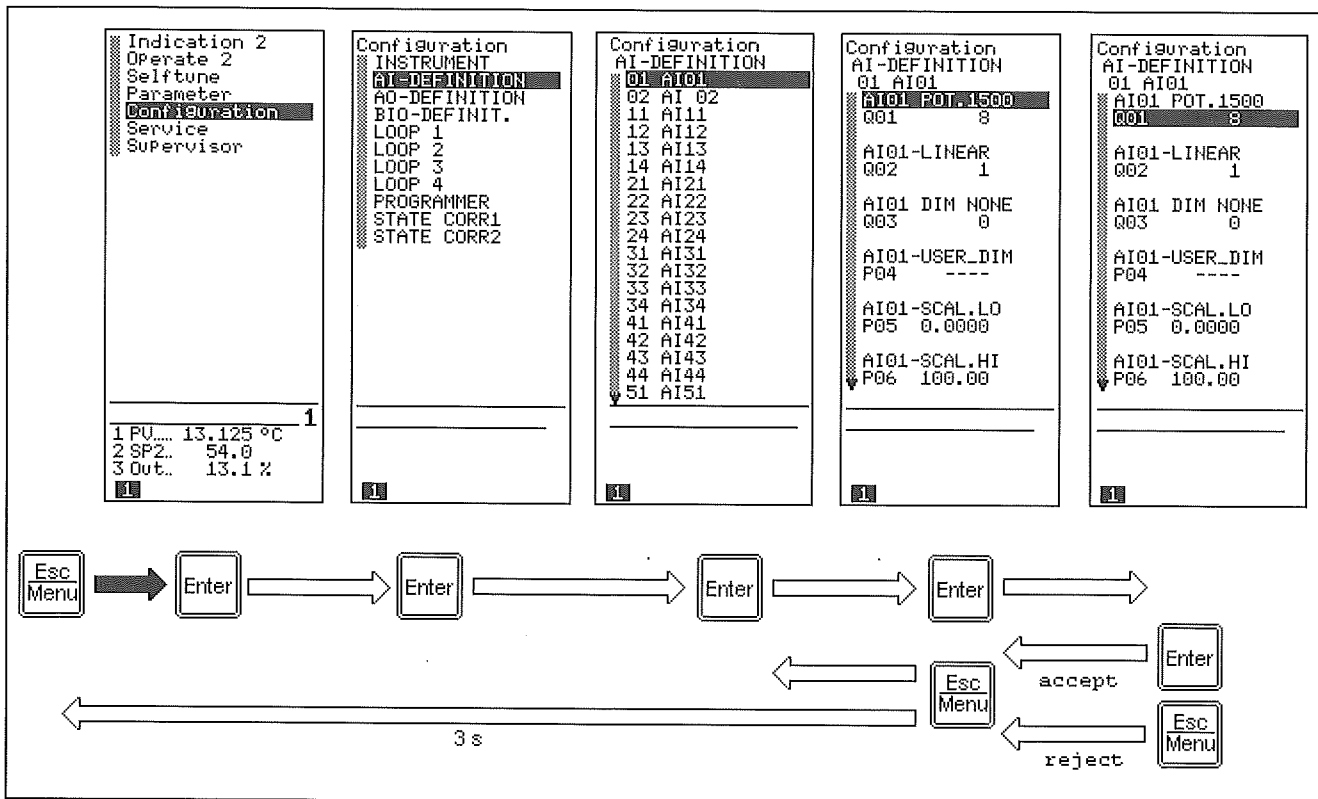 Indication 2
Operate 2
Selftune
Parameter
Configuration
Service
Supervisor
1
1 PV..... 13.125 °C
2 SP2.. 54.0
3 Out.. 13.1 %
1
Configuration
INSTRUMENT
AI-DEFINITION
AO-DEFINITION
BIO-DEFINIT.
LOOP 1
LOOP 2
LOOP 3
LOOP 4
PROGRAMMER
STATE CORR1
STATE CORR2
1
Configuration
AI-DEFINITION
01 AI01
02 AI 02
11 AI11
12 AI12
13 AI13
14 AI14
21 AI21
22 AI22
23 AI23
24 AI24
31 AI31
32 AI32
33 AI33
34 AI34
41 AI41
42 AI42
43 AI43
44 AI44
51 AI51
1
Configuration
AI-DEFINITION
01 AI01
AI01 POT.1500
Q01 8
AI01-LINEAR
Q02 1
AI01 DIM NONE
Q03 0
AI01-USER_DIM
P04 ----
AI01-SCAL.LO
P05 0.0000
AI01-SCAL.HI
P06 100.00
1
Configuration
AI-DEFINITION
01 AI01
AI01 POT.1500
Q01 8
AI01-LINEAR
Q02 1
AI01 DIM NONE
Q03 0
AI01-USER_DIM
P04 ----
AI01-SCAL.LO
P05 0.0000
AI01-SCAL.HI
P06 100.00
1
Esc
Menu
Enter
Enter
Enter
Enter
accept
Enter
Esc
Menu
3 s
reject
Esc
Menu